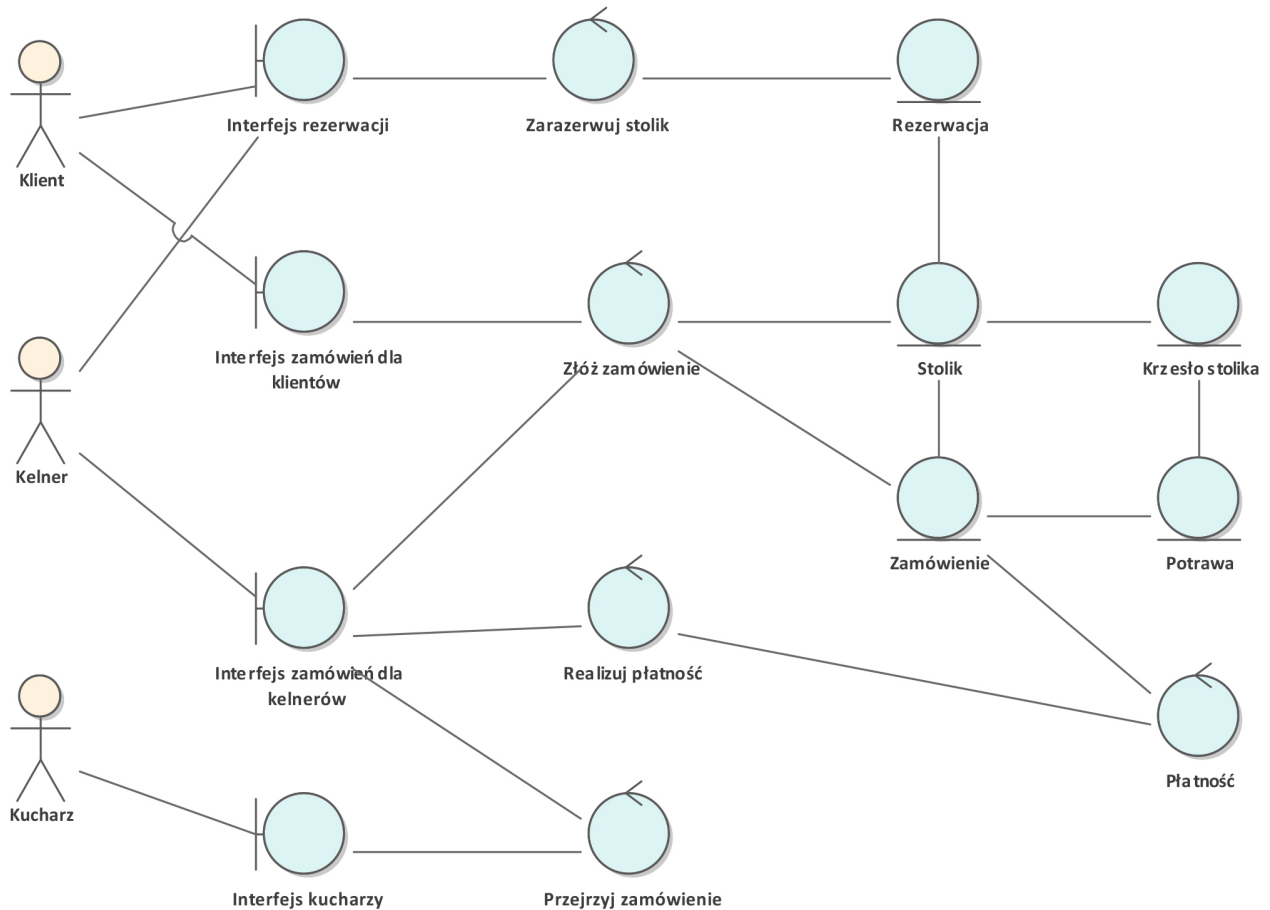 Klient
Interfejs rezerwacji
Zarazerwuj stolik
Rezerwacja
Kelner
Interfejs zamówień dla
klientów
Złóż zamówienie
Stolik
Krzesło stolika
Zamówienie
Potrawa
Interfejs zamówień dla
kelnerów
Realizuj płatność
Płatność
Kucharz
Interfejs kucharzy
Przejrzyj zamówienie